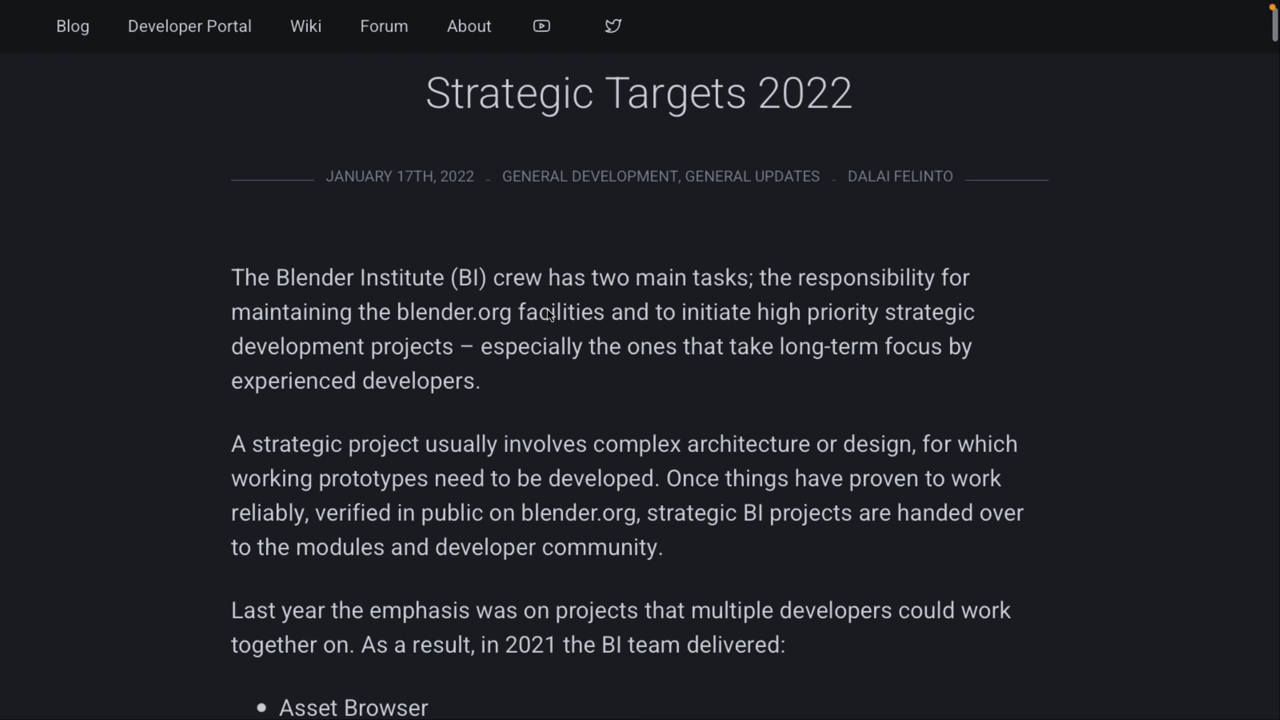 Blog Developer Portal Wiki Forum About
Strategic Targets 2022
JANUARY 17TH, 2022 - GENERAL DEVELOPMENT, GENERAL UPDATES - DALAI FELINTO
The Blender Institute (BI) crew has two main tasks; the responsibility for
maintaining the blender.org facilities and to initiate high priority strategic
development projects – especially the ones that take long-term focus by
experienced developers.
A strategic project usually involves complex architecture or design, for which
working prototypes need to be developed. Once things have proven to work
reliably, verified in public on blender.org, strategic BI projects are handed over
to the modules and developer community.
Last year the emphasis was on projects that multiple developers could work
together on. As a result, in 2021 the BI team delivered:
• Asset Browser